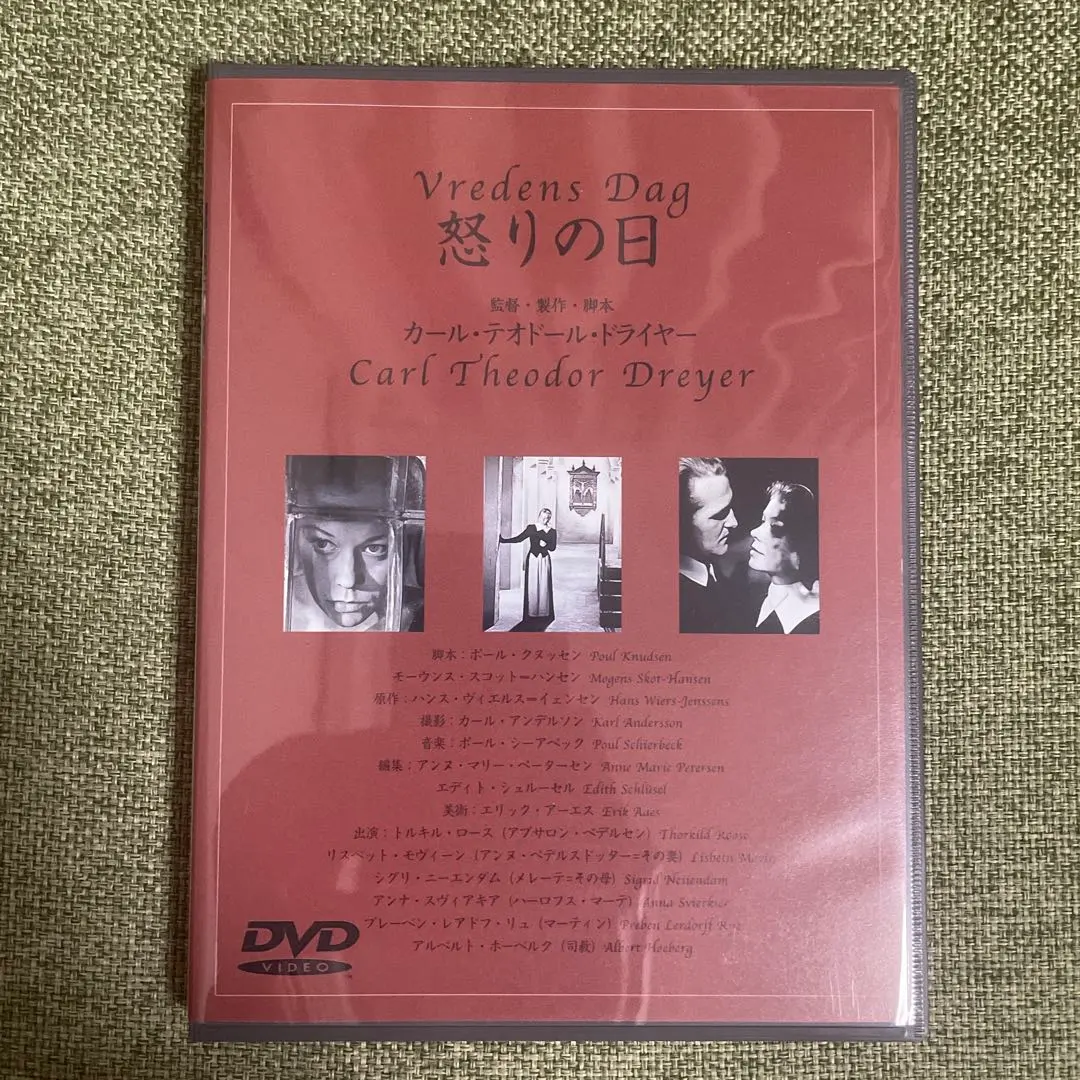 Vredens Dag
怒りの日
監督・製作・脚本
カール・テオドール・ドライヤー
Carl Theodor Dreyer
脚本：ポール・クヌッセン Poul Knudsen
モーウンス・スコット＝ハンセン Mogens Skot-Hansen
原作：ハンス・ヴィエルス＝イェンセン Hans Wiers-Jenssens
撮影：カール・アンデルソン Karl Andersson
音楽：ポール・シーアベック Poul Schierbeck
編集：アンヌ・マリー・ペーターセン Anne Marie Petersen
エディト・シュルーセル Edith Schlüsel
美術：エリック・アーエス Erik Aaes
出演：トルキル・ロース（アブサロン・ペデルセン）Thorkild Roose
リスベット・モヴィーン（アンヌ・ペデルスドッター=その妻）Lisbeth Movin
シグリ・ニーエンダム（メレーテ=その母）Sigrid Neiiendam
アンナ・スヴィアキア（ハーロフス・マーテ）Anna Svierkier
プレーベン・レアドフ・リュ（マーティン）Preben Lerdorff Rye
アルベルト・ホーベルク（司教）Albert Høeberg
DVD
VIDEO